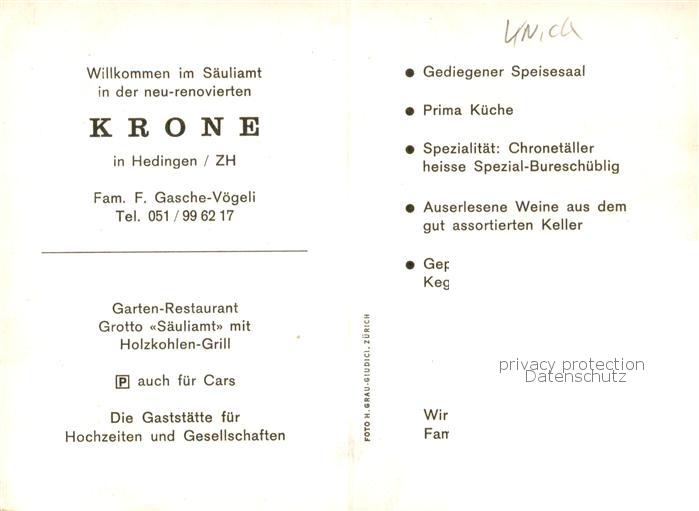 Willkommen im Säuliamt
in der neu-renovierten
KRONE
in Hedingen / ZH
Fam. F. Gasche-Vögeli
Tel. 051 / 99 62 17
Garten-Restaurant
Grotto «Säuliamt» mit
Holzkohlen-Grill
P auch für Cars
Die Gaststätte für
Hochzeiten und Gesellschaften
FOTO H. GRAU-GIUDICI, ZÜRICH
● Gediegener Speisesaal
● Prima Küche
● Spezialität: Chronetäller
heisse Spezial-Bureschüblig
● Auserlesene Weine aus dem
gut assortierten Keller
● Gep
Keg
privacy protection
Datenschutz
Wir
Fam